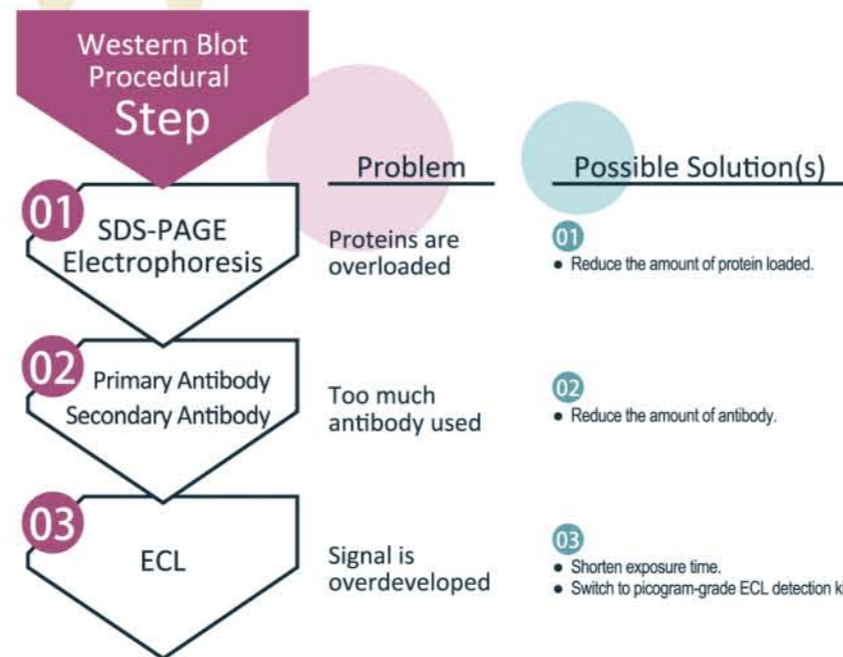 Western Blot
Procedural
Step
Problem
Possible Solution(s)
01
SDS-PAGE
Electrophoresis
Proteins are
overloaded
01
• Reduce the amount of protein loaded.
02
Primary Antibody
Secondary Antibody
Too much
antibody used
02
• Reduce the amount of antibody.
03
ECL
Signal is
overdeveloped
03
• Shorten exposure time.
• Switch to picogram-grade ECL detection